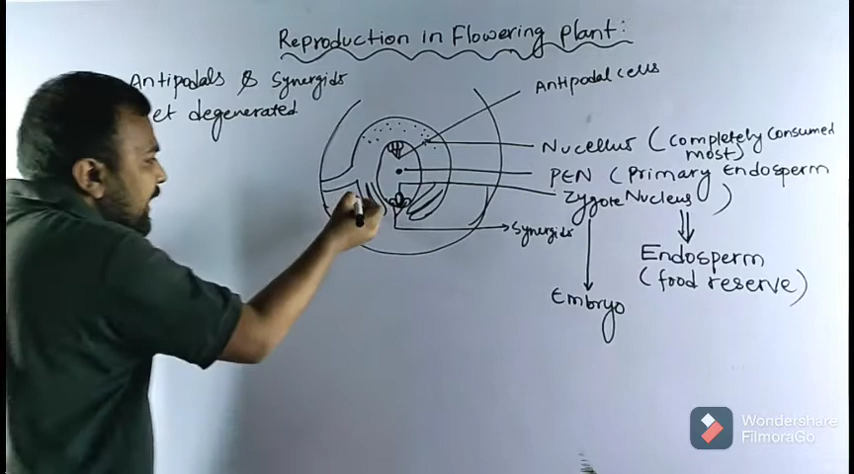 Reproduction in Flowering plant:
Antipodals & Synergids
et degenerated
Antipodal cells
Nucellus (completely consumed
most)
PEN (Primary Endosperm
Nucleus )
Zygote
Synergids
Endosperm
(food reserve)
Embryo
Wondershare
FilmoraGo